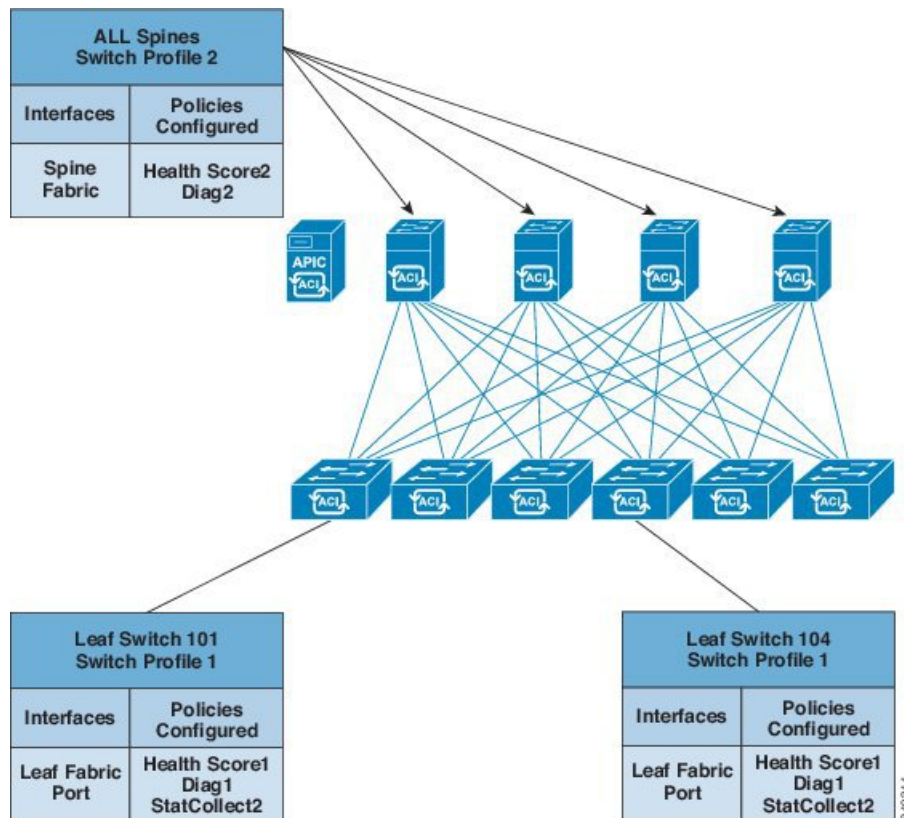 ALL Spines
Switch Profile 2
Interfaces
Policies
Configured
Spine
Fabric
Health Score2
Diag2
APIC
ACI
ACI
ACI
ACI
ACI
ACI
ACI
ACI
ACI
ACI
ACI
Leaf Switch 101
Switch Profile 1
Interfaces
Policies
Configured
Leaf Fabric
Port
Health Score1
Diag1
StatCollect2
Leaf Switch 104
Switch Profile 1
Interfaces
Policies
Configured
Leaf Fabric
Port
Health Score1
Diag1
StatCollect2